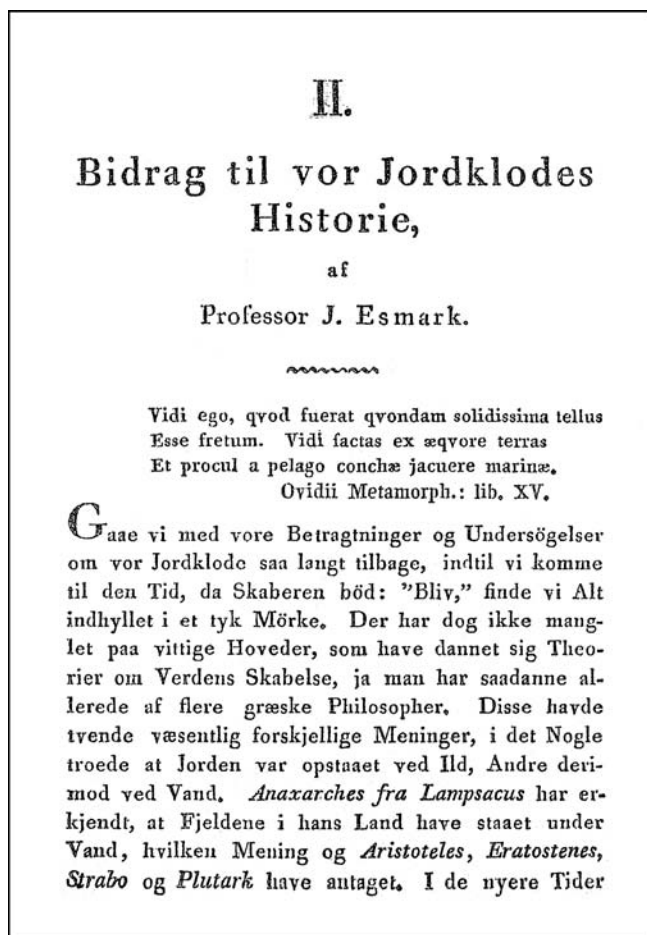 II.
Bidrag til vor Jordklodes
Historie,
af
Professor J. Esmark.
Vidi ego, qvod fuerat qvondam solidissima tellus
Esse fretum. Vidi factas ex æqvore terras
Et procul a pelago conchæ jacuere marinæ.
Ovidii Metamorph.: lib. XV.
Gaae vi med vore Betragtninger og Undersögelser
om vor Jordklode saa langt tilbage, indtil vi komme
til den Tid, da Skaberen böd: ”Bliv,” finde vi Alt
indhyllet i et tyk Mörke. Der har dog ikke mang-
let paa vittige Hoveder, som have dannet sig Theo-
rier om Verdens Skabelse, ja man har saadanne al-
lerede af flere græske Philosopher. Disse havde
tvende væsentlig forskjellige Meninger, i det Nogle
troede at Jorden var opstaaet ved Ild, Andre deri-
mod ved Vand. Anaxarches fra Lampsacus har er-
kjendt, at Fjeldene i hans Land have staaet under
Vand, hvilken Mening og Aristoteles, Eratostenes,
Strabo og Plutark have antaget. I de nyere Tider